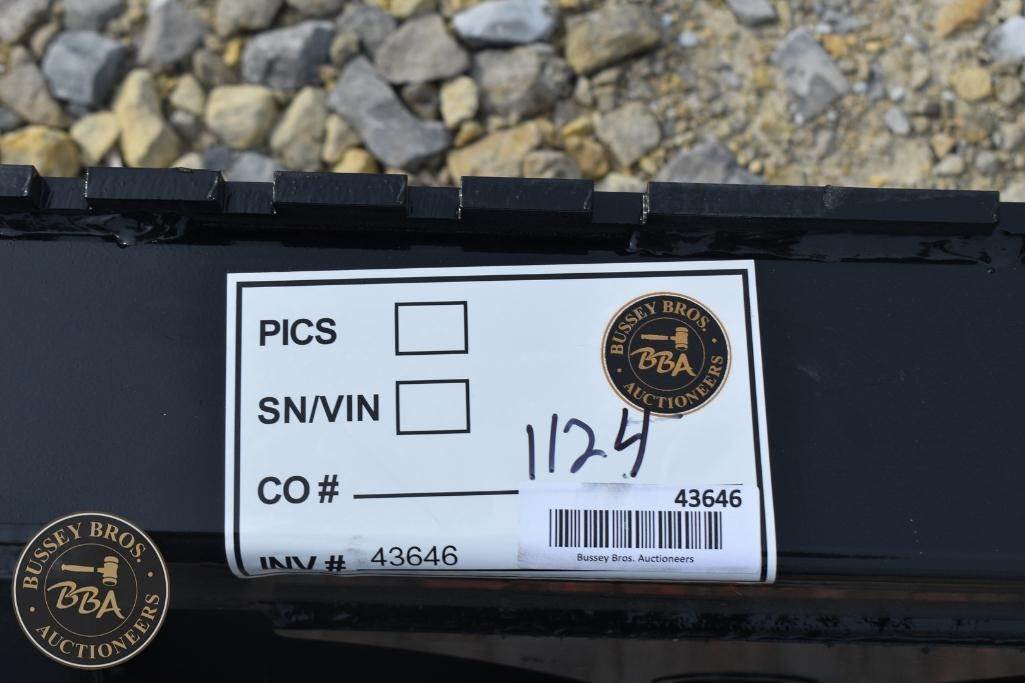 PICS
BUSSEY BROS.
BBA
AUCTIONEERS
SN/VIN
1124
CO #
43646
Bussey Bros. Auctioneers
INV # 43646
BUSSEY BROS.
BBA
AUCTIONEERS